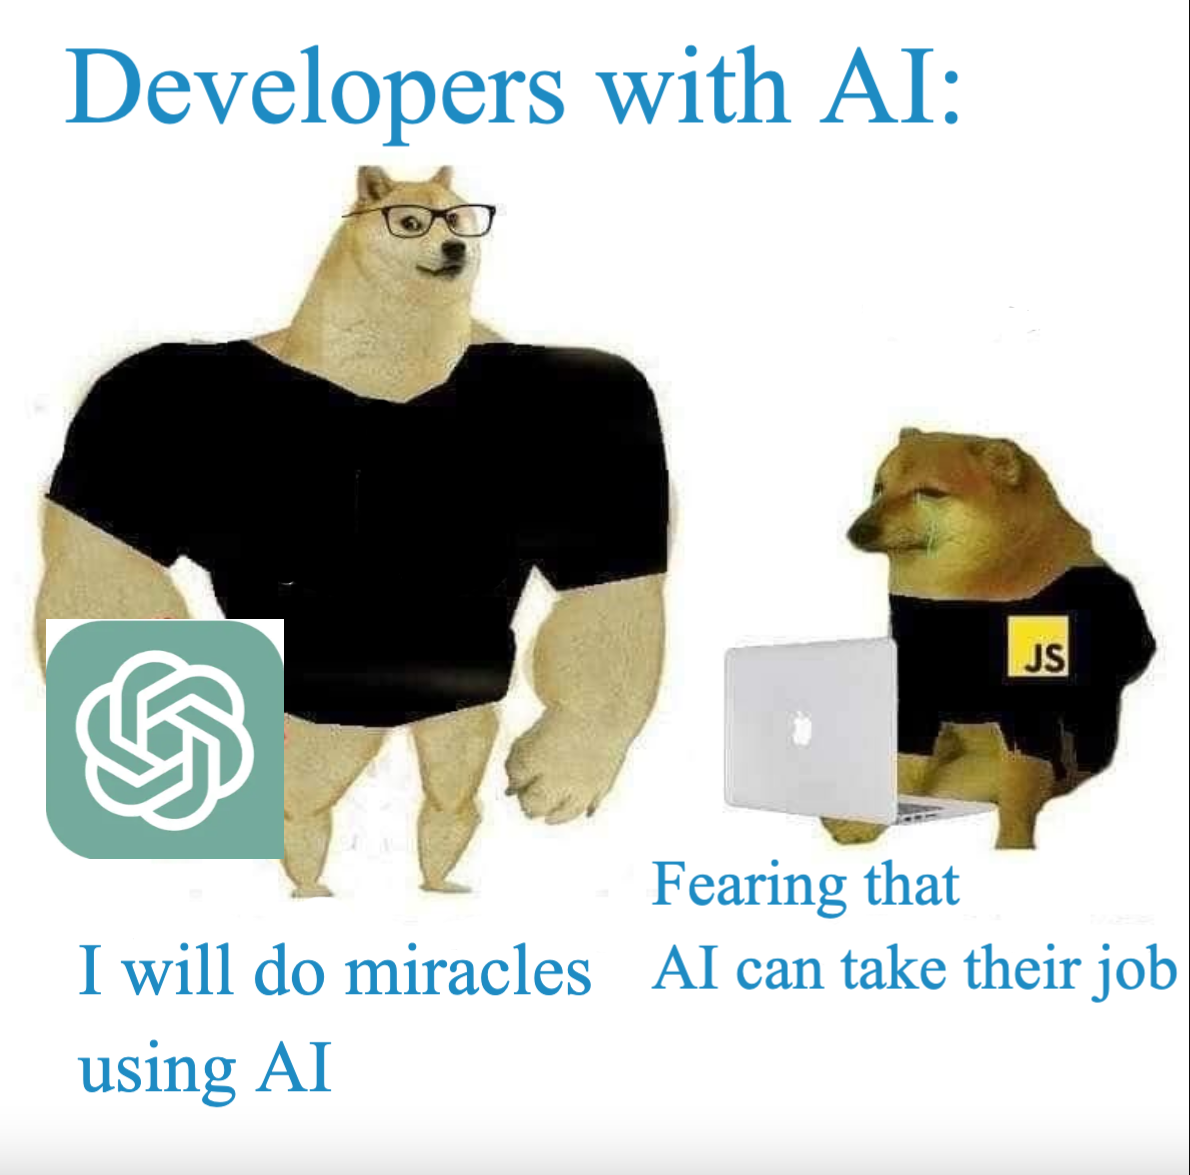 Developers with AI:
JS
I will do miracles
using AI
Fearing that
AI can take their job